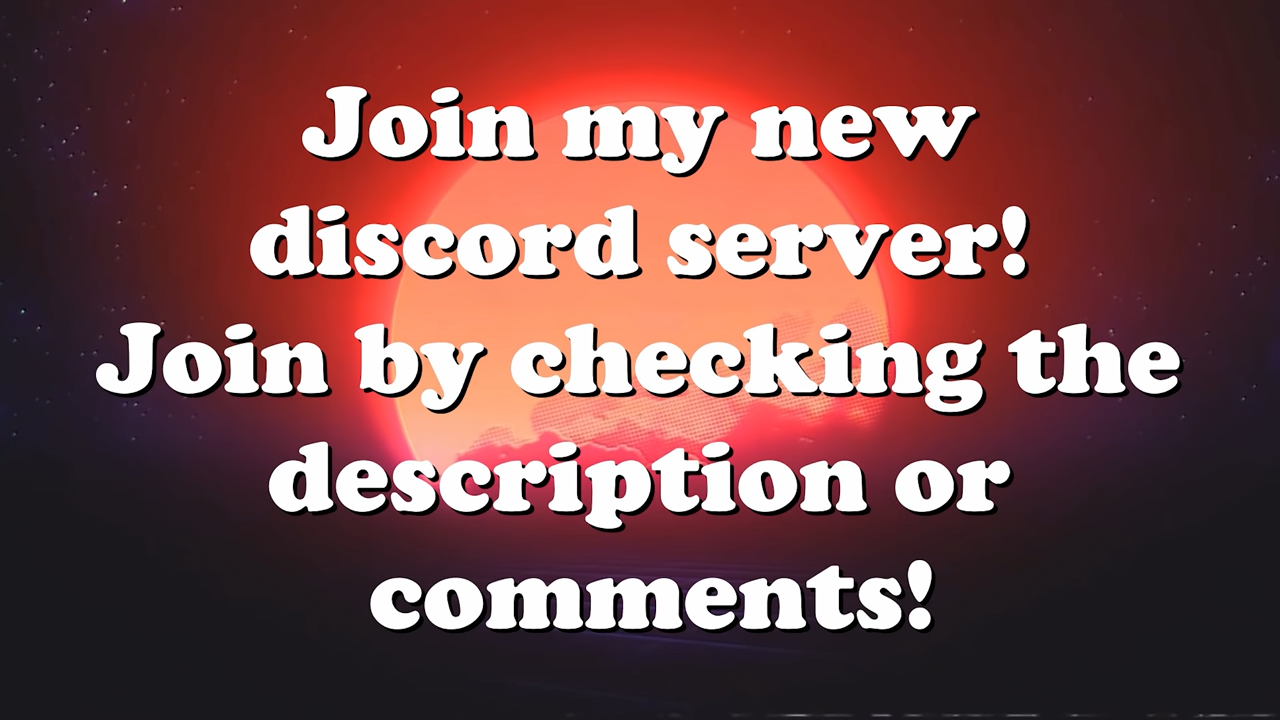 Join my new
discord server!
Join by checking the
description or
comments!